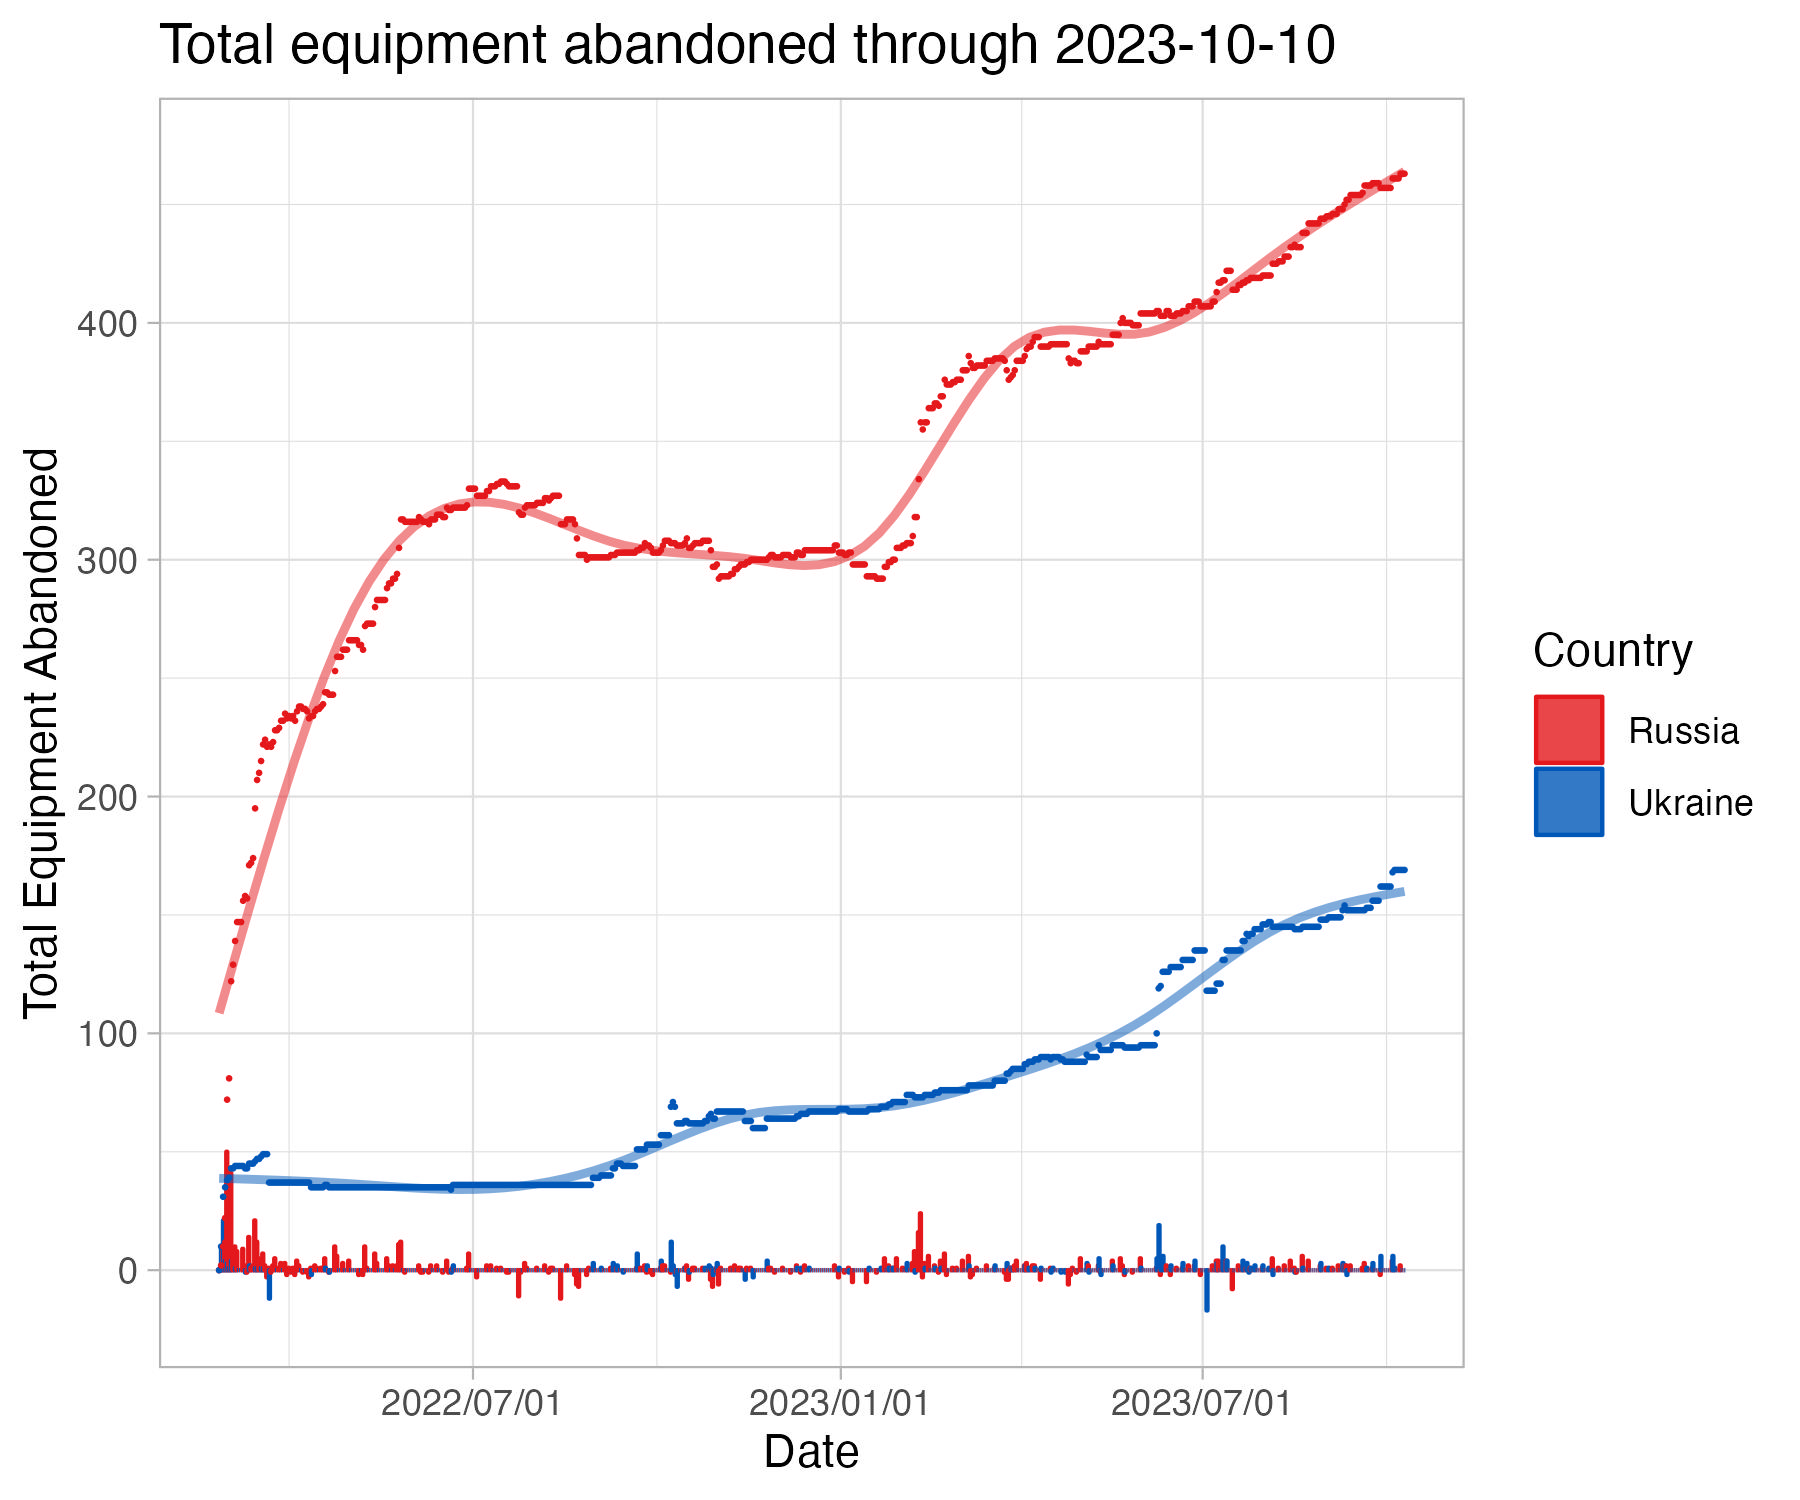 Total equipment abandoned through 2023-10-10
Total Equipment Abandoned
400
300
200
100
0
2022/07/01
2023/01/01
2023/07/01
Date
Country
Russia
Ukraine